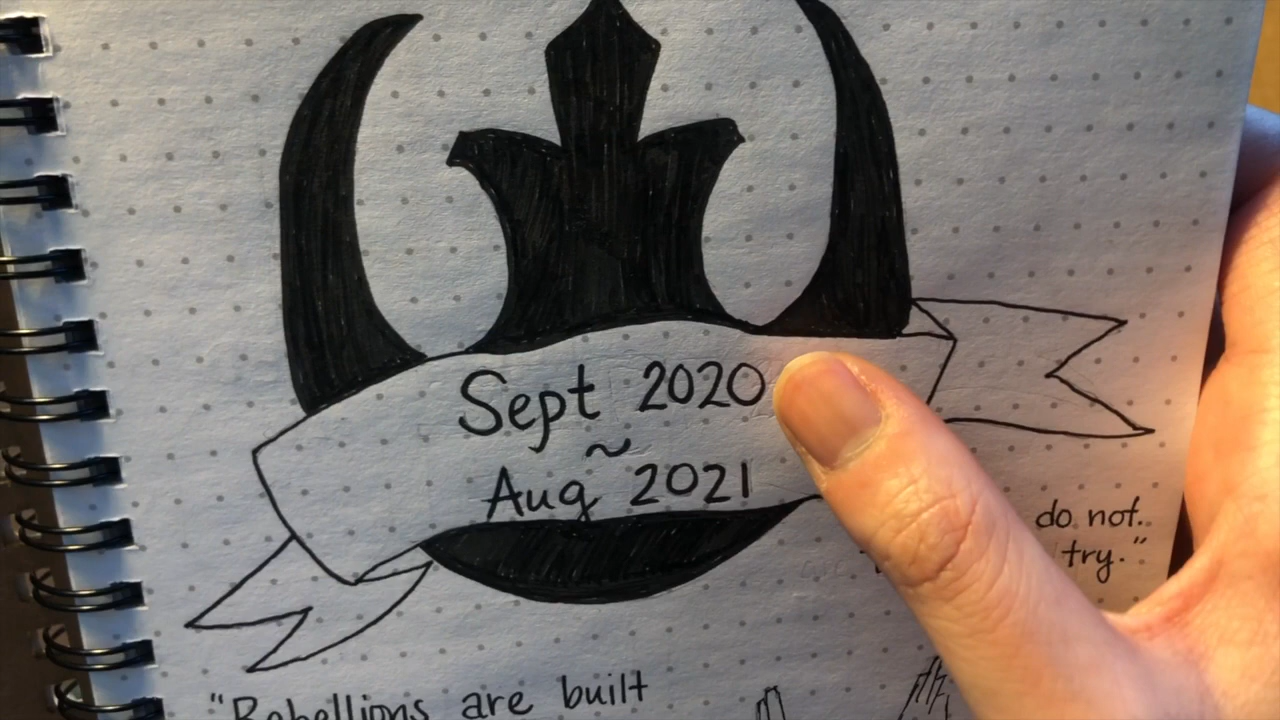 Sept 2020
~
Aug 2021
do not.
try."
"Rebellions are built